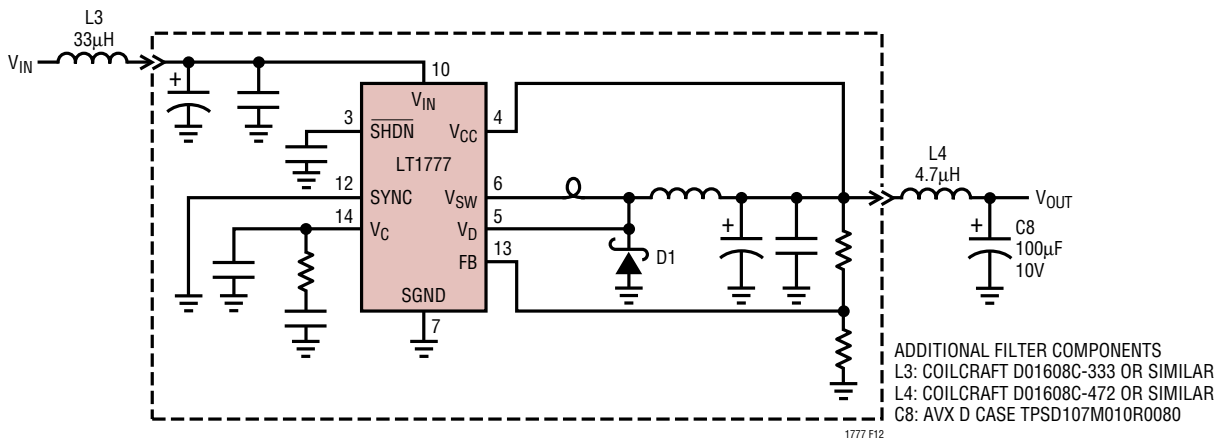 L3
33µH
VIN
+
10
VIN
3
SHDN
VCC
4
LT1777
L4
4.7µH
12
SYNC
VSW
6
VOUT
14
VC
VD
5
+
+
C8
100µF
10V
D1
FB
13
SGND
7
ADDITIONAL FILTER COMPONENTS
L3: COILCRAFT D01608C-333 OR SIMILAR
L4: COILCRAFT D01608C-472 OR SIMILAR
C8: AVX D CASE TPSD107M010R0080
1777 F12